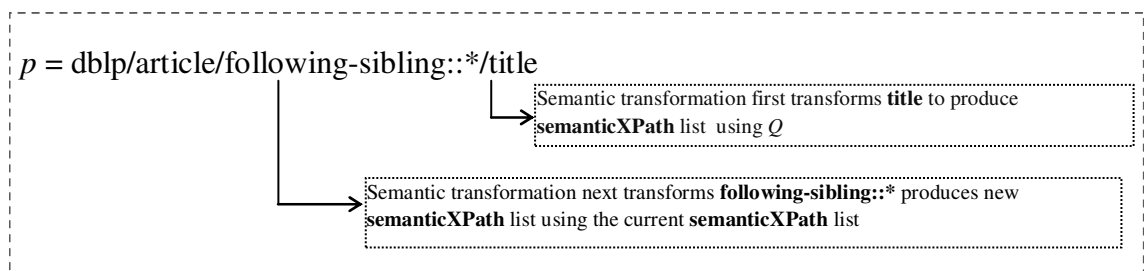 p = dblp/article/following-sibling::*/title
Semantic transformation first transforms title to produce
semanticXPath list using Q
Semantic transformation next transforms following-sibling::* produces new
semanticXPath list using the current semanticXPath list